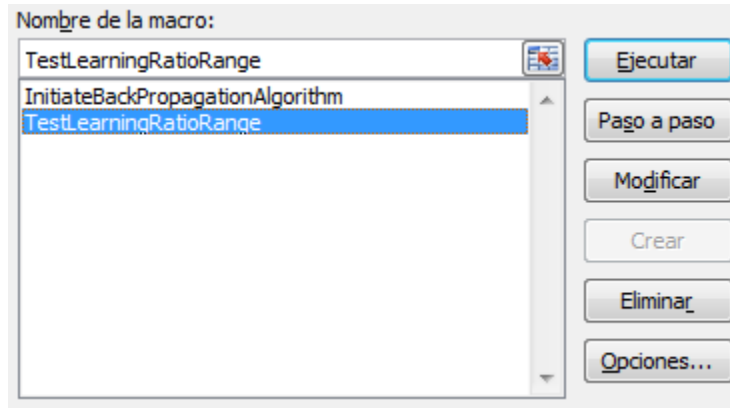 Nombre de la macro:
TestLearningRatioRange
InitiateBackPropagationAlgorithm
TestLearningRatioRange
Ejecutar
Paso a paso
Modificar
Crear
Eliminar
Opciones...